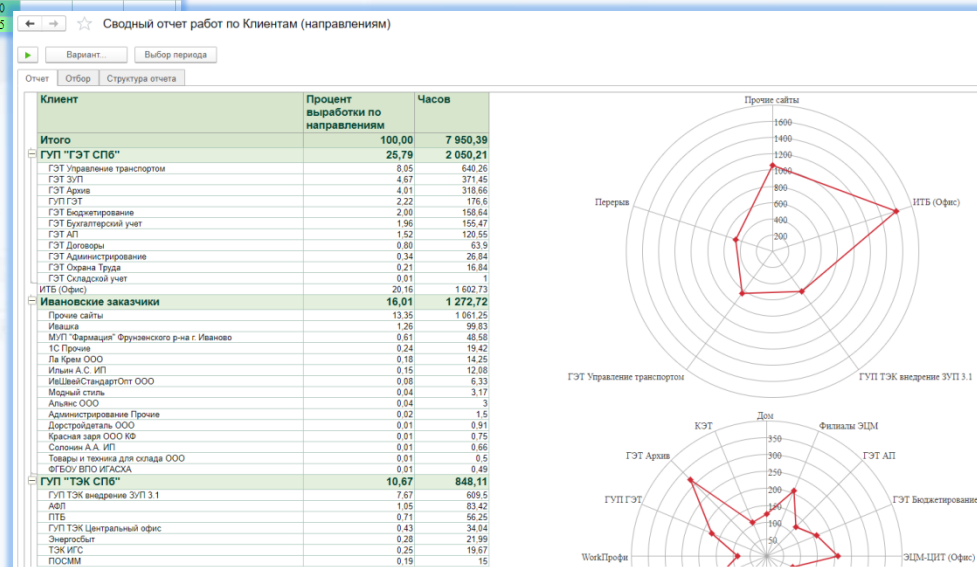 0
5
Сводный отчет работ по Клиентам (направлениям)
Вариант... Выбор периода
Отчет Отбор Структура отчета
Клиент Процент выработки по направлениям Часов
Итого 100,00 7 950,39
ГУП "ГЭТ СПб" 25,79 2 050,21
ГЭТ Управление транспортом 8,05 640,26
ГЭТ ЗУП 4,67 371,45
ГЭТ Архив 4,01 318,66
ГУП ГЭТ 2,22 176,6
ГЭТ Бюджетирование 2,00 158,64
ГЭТ Бухгалтерский учет 1,96 155,47
ГЭТ АП 1,52 120,55
ГЭТ Договоры 0,80 63,9
ГЭТ Администрирование 0,34 26,84
ГЭТ Охрана Труда 0,21 16,84
ГЭТ Складской учет 0,01 1
ИТБ (Офис) 20,16 1 602,73
Ивановские заказчики 16,01 1 272,72
Прочие сайты 13,35 1 061,25
Ивашка 1,26 99,83
МУП "Фармация" Фрунзенского р-на г. Иваново 0,61 48,58
1С Прочие 0,24 19,42
Ла Крем ООО 0,18 14,25
Ильин А.С. ИП 0,15 12,08
ИвШвейСтандартОпт ООО 0,08 6,33
Модный стиль 0,04 3,17
Альянс ООО 0,04 3
Администрирование Прочие 0,02 1,5
Дорстройдеталь ООО 0,01 0,91
Красная заря ООО КФ 0,01 0,75
Солонин А.А. ИП 0,01 0,66
Товары и техника для склада ООО 0,01 0,5
ФГБОУ ВПО ИГАСХА 0,01 0,49
ГУП "ТЭК СПб" 10,67 848,11
ГУП ТЭК внедрение ЗУП 3.1 7,67 609,5
АФЛ 1,05 83,42
ПТБ 0,71 56,25
ГУП ТЭК Центральный офис 0,43 34,04
Энергосбыт 0,28 21,99
ТЭК ИГС 0,25 19,67
ПОСММ 0,19 15
Прочие сайты
1600
1400
1200
1000
800
600
400
200
Перерыв
ИТБ (Офис)
ГЭТ Управление транспортом
ГУП ТЭК внедрение ЗУП 3.1
Дом
КЭТ
Филиалы ЭЦМ
350
300
250
200
150
100
50
ГЭТ Архив
ГЭТ АП
ГУП ГЭТ
ГЭТ Бюджетирование
WorkПрофи
ЭЦМ-ЦИТ (Офис)